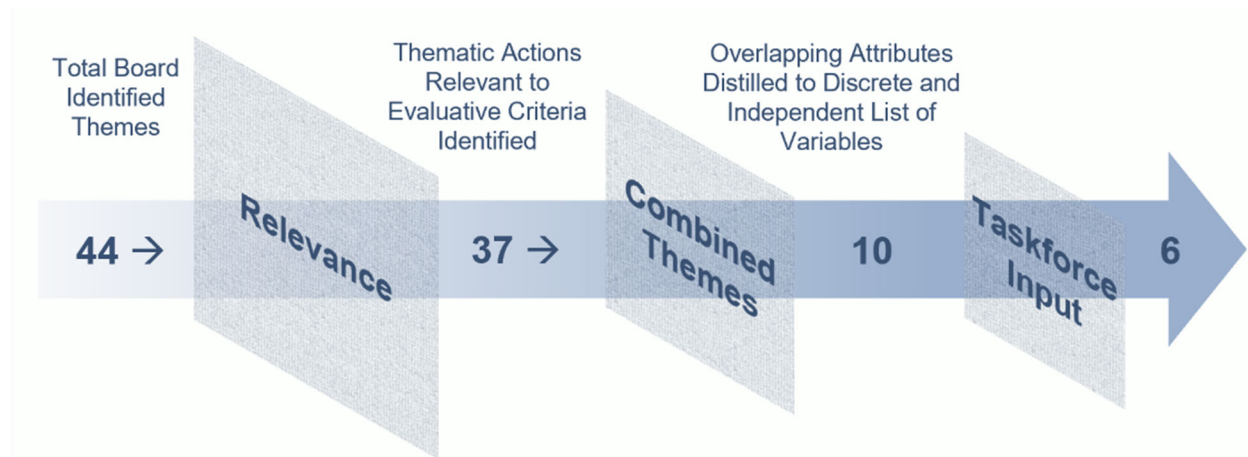 Total Board
Identified
Themes
Thematic Actions
Relevant to
Evaluative Criteria
Identified
Overlapping Attributes
Distilled to Discrete and
Independent List of
Variables
44 →
Relevance
37 →
Combined
Themes
10
Taskforce
Input
6